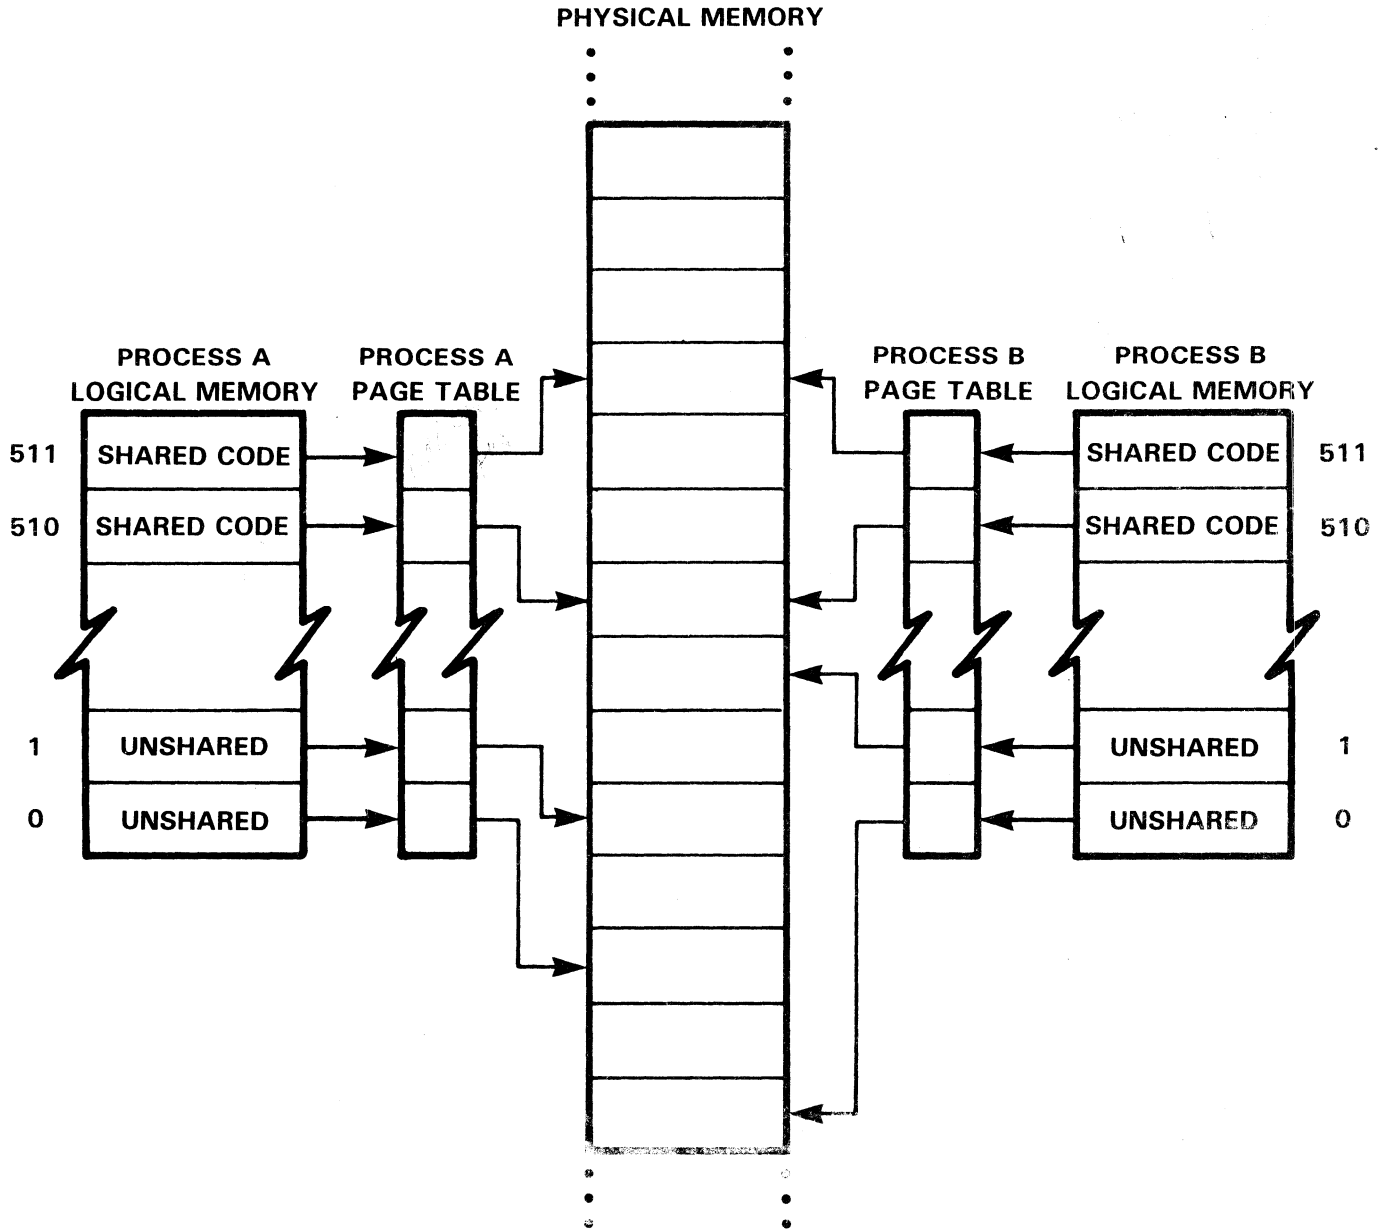 PHYSICAL MEMORY
PROCESS A
LOGICAL MEMORY
PROCESS A
PAGE TABLE
PROCESS B
PAGE TABLE
PROCESS B
LOGICAL MEMORY
511
SHARED CODE
SHARED CODE
511
510
SHARED CODE
SHARED CODE
510
1
UNSHARED
UNSHARED
1
0
UNSHARED
UNSHARED
0